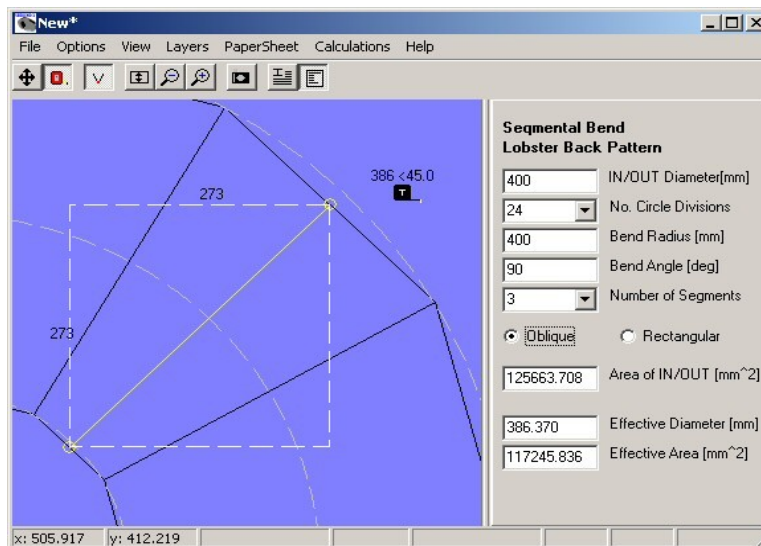 New*
File Options View Layers PaperSheet Calculations Help
Seqmental Bend
Lobster Back Pattern
400 IN/OUT Diameter[mm]
24 No. Circle Divisions
400 Bend Radius [mm]
90 Bend Angle [deg]
3 Number of Segments
Oblique Rectangular
125663.708 Area of IN/OUT [mm^2]
386.370 Effective Diameter [mm]
117245.836 Effective Area [mm^2]
386 <45.0
T
273
273
x: 505.917 y: 412.219